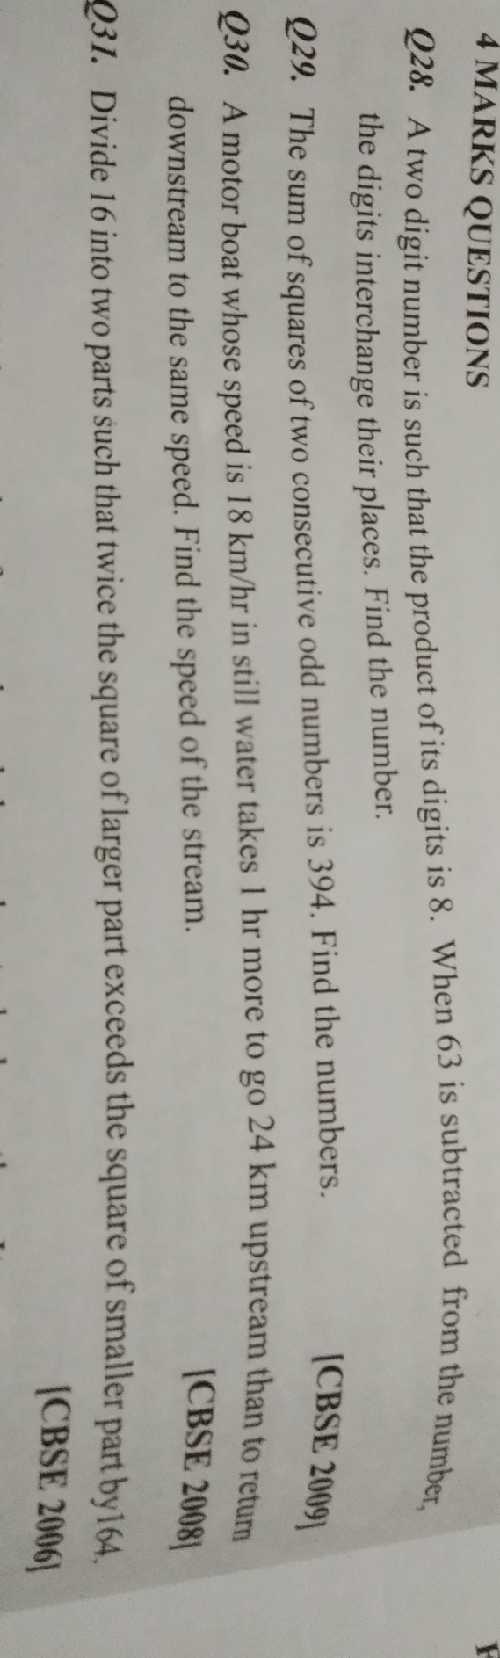 4 MARKS QUESTIONS
Q28. A two digit number is such that the product of its digits is 8. When 63 is subtracted from the number,
the digits interchange their places. Find the number.
Q29. The sum of squares of two consecutive odd numbers is 394. Find the numbers.
[CBSE 2009]
Q30. A motor boat whose speed is 18 km/hr in still water takes 1 hr more to go 24 km upstream than to return
downstream to the same speed. Find the speed of the stream.
[CBSE 2008]
Q31. Divide 16 into two parts such that twice the square of larger part exceeds the square of smaller part by164.
[CBSE 2006]